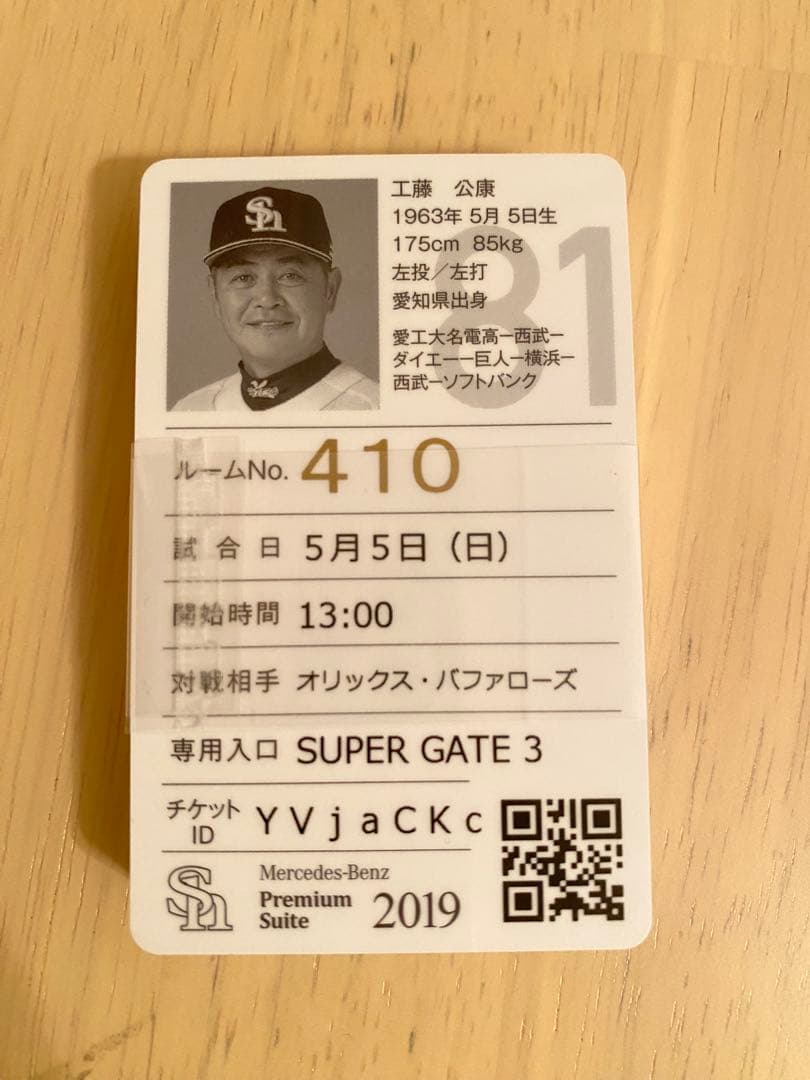 Sh
工藤 公康
1963年 5月 5日生
175cm 85kg
左投／左打
愛知県出身
81
愛工大名電高ー西武ー
ダイエーー巨人ー横浜ー
西武ーソフトバンク
ルームNo. 410
試合日 5月5日（日）
開始時間 13:00
対戦相手 オリックス・バファローズ
専用入口 SUPER GATE 3
チケット
ID
YVjaCKc
Sh
Mercedes-Benz
Premium
Suite
2019